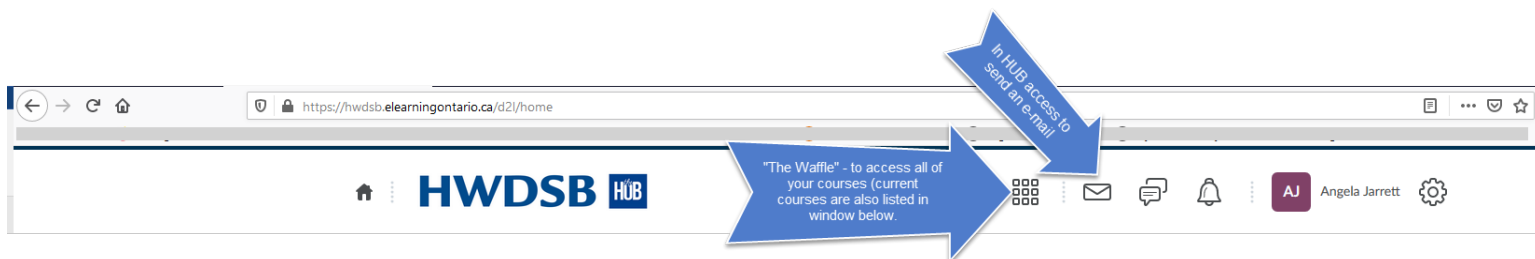 In HUB access to
send an e-mail
https://hwdsb.elearningontario.ca/d2l/home
"The Waffle" - to access all of
your courses (current
courses are also listed in
window below.
HWDSB HUB
AJ Angela Jarrett